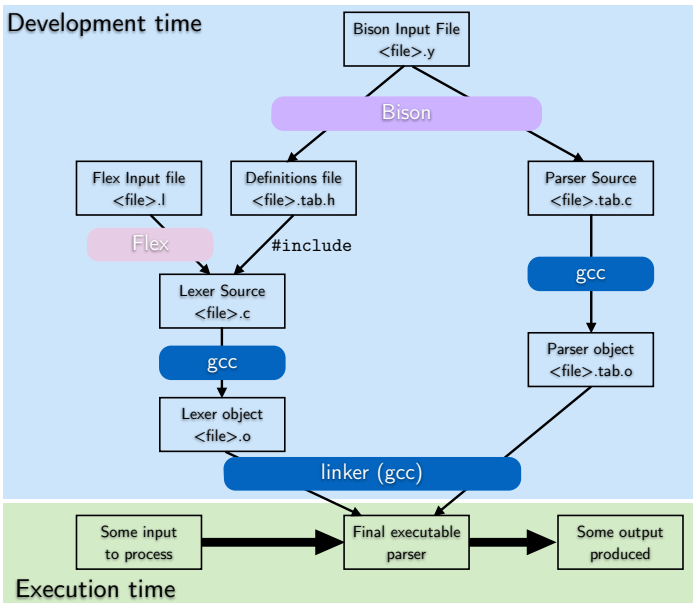 Development time
Bison Input File
<file>.y
Bison
Flex Input file
<file>.l
Definitions file
<file>.tab.h
Parser Source
<file>.tab.c
Flex
#include
gcc
Lexer Source
<file>.c
gcc
Parser object
<file>.tab.o
Lexer object
<file>.o
linker (gcc)
Some input
to process
Final executable
parser
Some output
produced
Execution time